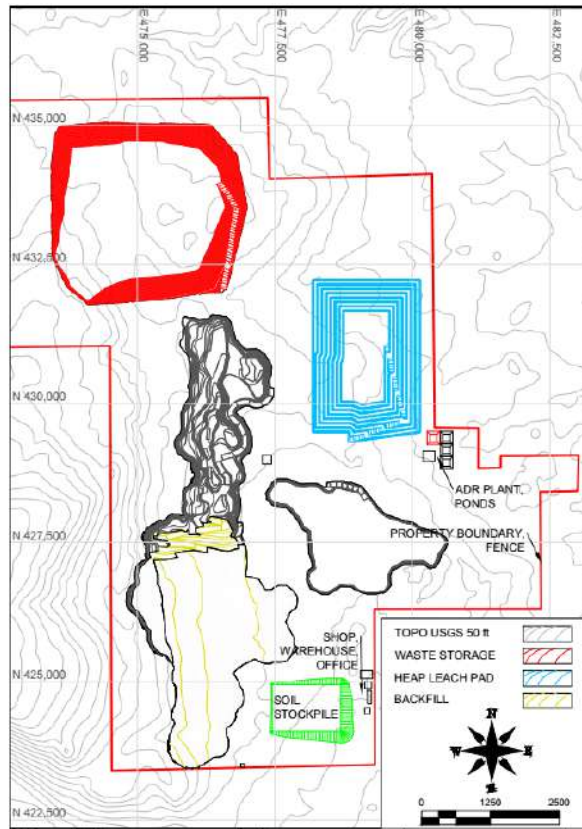 E 475,000
E 477,500
E 480,000
E 482,500
N 435,000
N 432,500
N 430,000
ADR PLANT,
PONDS
N 427,500
PROPERTY BOUNDARY,
FENCE
SHOP,
WAREHOUSE,
OFFICE
N 425,000
SOIL
STOCKPILE
TOPO USGS 50 ft
WASTE STORAGE
HEAP LEACH PAD
BACKFILL
N
W E
S
N 422,500
0 1250 2500